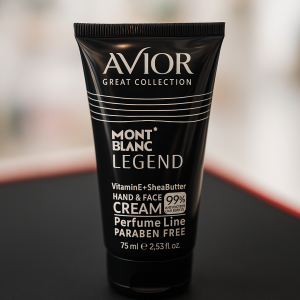 AVIOR
GREAT COLLECTION
MONT
BLANC
LEGEND
VitaminE+SheaButter
HAND & FACE
CREAM
99%
Perfume Line
PARABEN FREE
75 ml e 2,53 fl.oz.